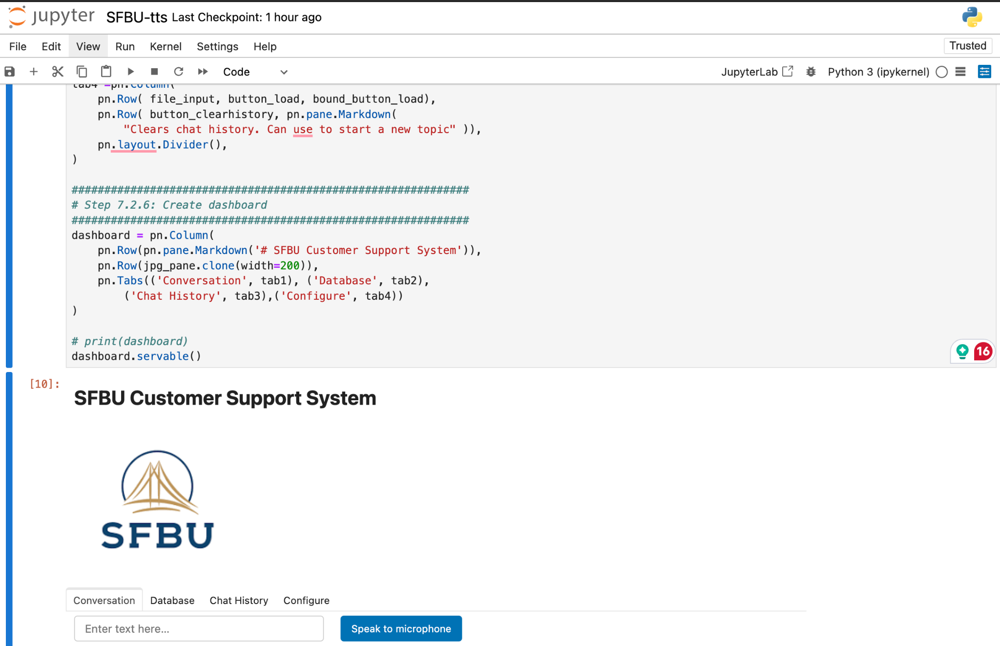 jupyter SFBU-tts Last Checkpoint: 1 hour ago
File Edit View Run Kernel Settings Help Trusted
Code JupyterLab Python 3 (ipykernel)
tab4 =pn.Column(
pn.Row( file_input, button_load, bound_button_load),
pn.Row( button_clearhistory, pn.pane.Markdown(
"Clears chat history. Can use to start a new topic" )),
pn.layout.Divider(),
)
#############################################################
# Step 7.2.6: Create dashboard
#############################################################
dashboard = pn.Column(
pn.Row(pn.pane.Markdown('# SFBU Customer Support System')),
pn.Row(jpg_pane.clone(width=200)),
pn.Tabs(('Conversation', tab1), ('Database', tab2),
('Chat History', tab3),('Configure', tab4))
)
# print(dashboard)
dashboard.servable()
16
[10]:
SFBU Customer Support System
SFBU
Conversation Database Chat History Configure
Enter text here... Speak to microphone